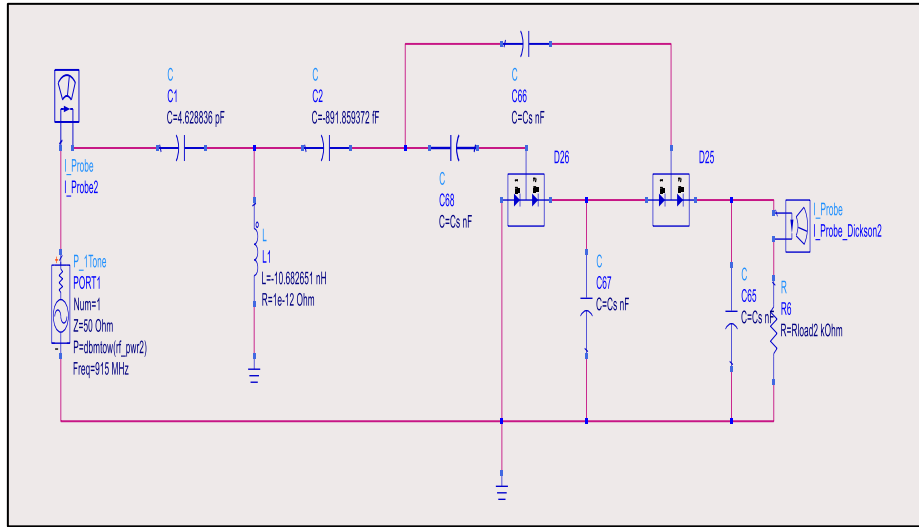 C
C66
C=Cs nF
C
C1
C=4.628836 pF
C
C2
C=-891.859372 fF
I_Probe
I_Probe2
C
C68
C=Cs nF
D26
D25
I_Probe
I_Probe_Dickson2
L
L1
L=-10.682651 nH
R=1e-12 Ohm
P_1Tone
PORT1
Num=1
Z=50 Ohm
P=dbmtow(rf_pwr2)
Freq=915 MHz
C
C67
C=Cs nF
C
C65
C=Cs nF
R
R6
R=Rload2 kOhm